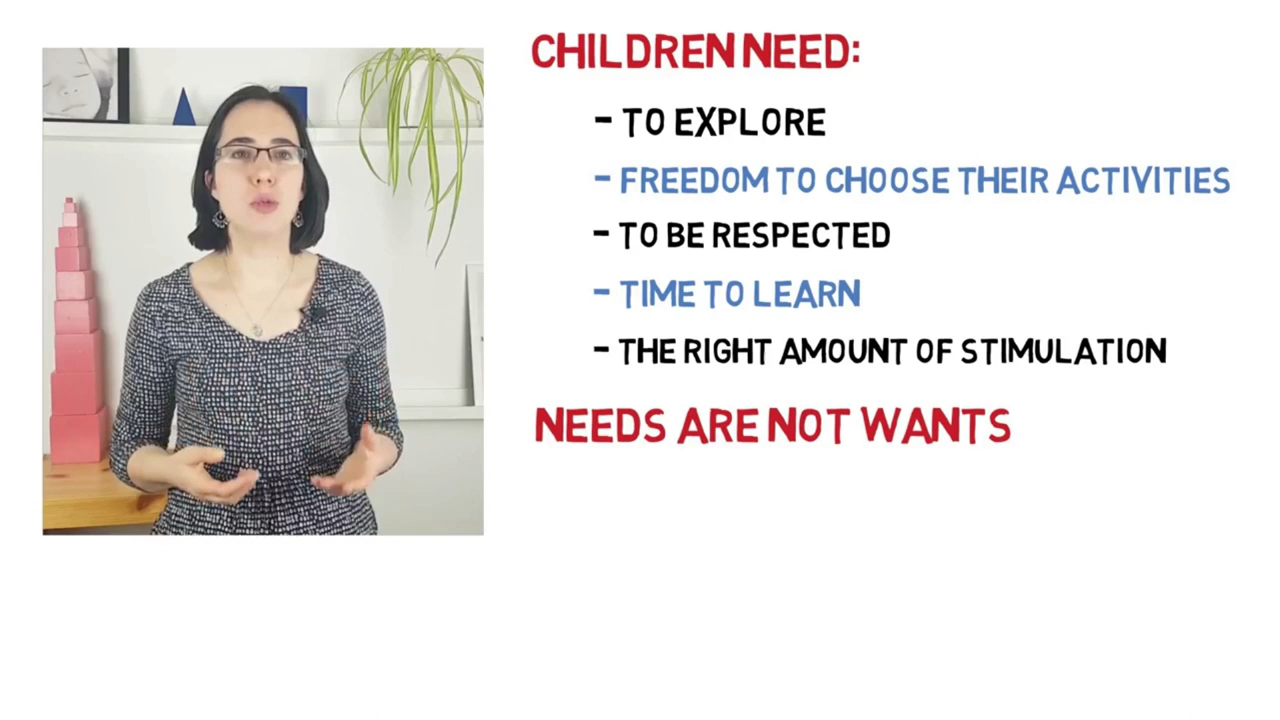 CHILDREN NEED:
- TO EXPLORE
- FREEDOM TO CHOOSE THEIR ACTIVITIES
- TO BE RESPECTED
- TIME TO LEARN
- THE RIGHT AMOUNT OF STIMULATION
NEEDS ARE NOT WANTS